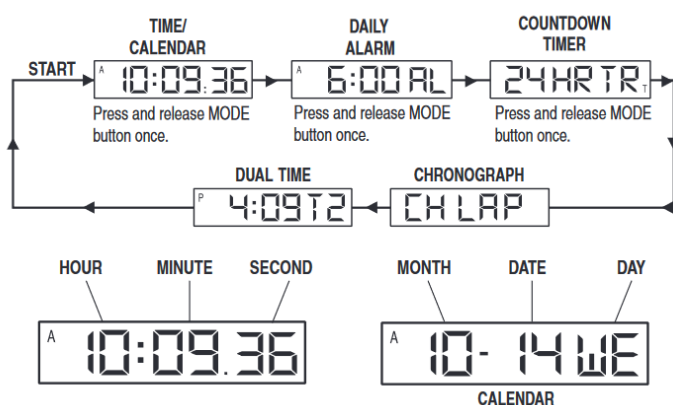 TIME/
CALENDAR
DAILY
ALARM
COUNTDOWN
TIMER
START
A 10:09.36
A 6:00 AL
24HR TR T
Press and release MODE
button once.
Press and release MODE
button once.
Press and release MODE
button once.
DUAL TIME
CHRONOGRAPH
P 4:09T2
CH LAP
HOUR MINUTE SECOND
A 10:09.36
MONTH DATE DAY
A 10- 14 WE
CALENDAR